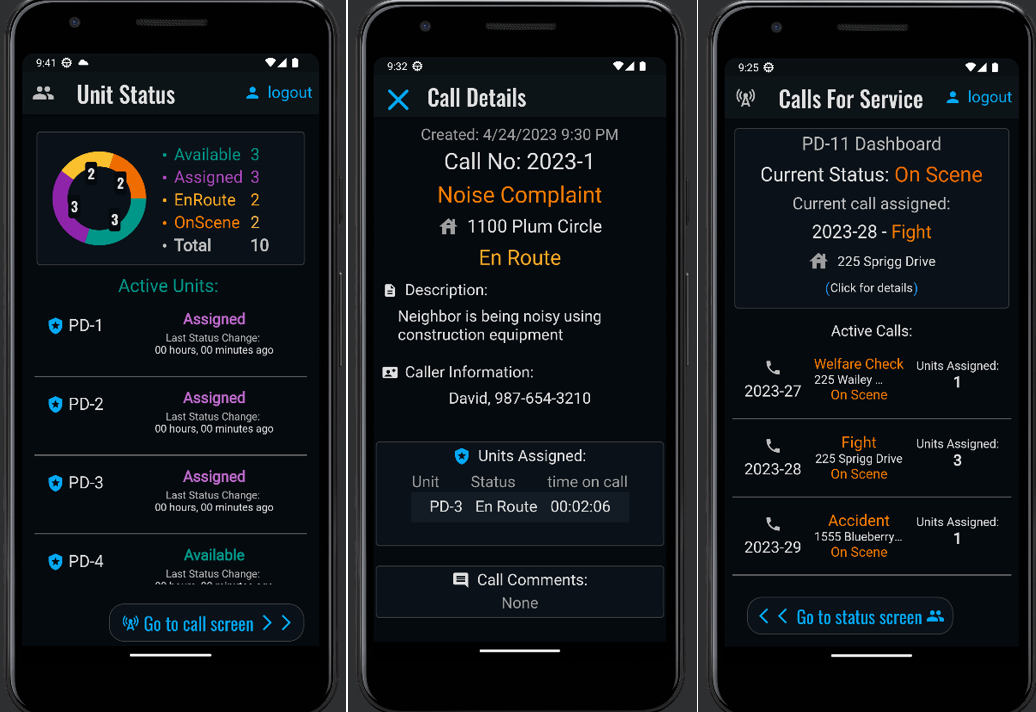 9:41
Unit Status
logout
2
2
3
3
• Available 3
• Assigned 3
• EnRoute 2
• OnScene 2
• Total 10
Active Units:
PD-1
Assigned
Last Status Change:
00 hours, 00 minutes ago
PD-2
Assigned
Last Status Change:
00 hours, 00 minutes ago
PD-3
Assigned
Last Status Change:
00 hours, 00 minutes ago
PD-4
Available
Last Status Change:
Go to call screen
9:32
Call Details
Created: 4/24/2023 9:30 PM
Call No: 2023-1
Noise Complaint
1100 Plum Circle
En Route
Description:
Neighbor is being noisy using
construction equipment
Caller Information:
David, 987-654-3210
Units Assigned:
Unit Status time on call
PD-3 En Route 00:02:06
Call Comments:
None
9:25
Calls For Service
logout
PD-11 Dashboard
Current Status: On Scene
Current call assigned:
2023-28 - Fight
225 Sprigg Drive
(Click for details)
Active Calls:
2023-27
Welfare Check
225 Wailey ...
On Scene
Units Assigned:
1
2023-28
Fight
225 Sprigg Drive
On Scene
Units Assigned:
3
2023-29
Accident
1555 Blueberry...
On Scene
Units Assigned:
1
Go to status screen